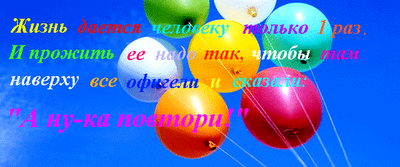 Жизнь дается человеку только 1 раз,
И прожить ее надо так, чтобы там
наверху все офигели и сказали:
"А ну-ка повтори!"